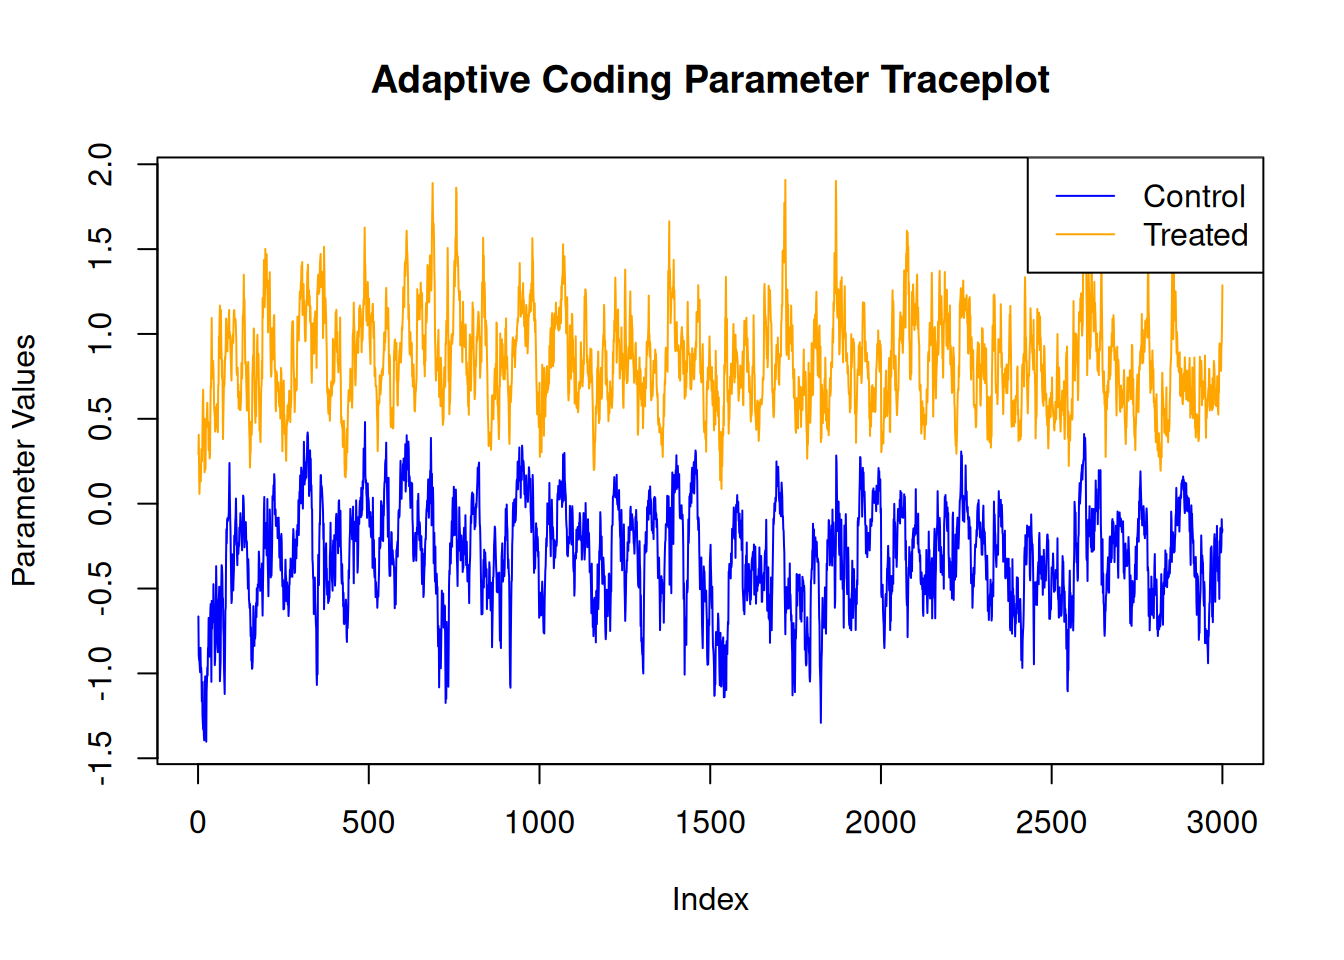 Adaptive Coding Parameter Traceplot
Control
Treated
Parameter Values
2.0
1.5
1.0
0.5
0.0
-0.5
-1.0
-1.5
0 500 1000 1500 2000 2500 3000
Index